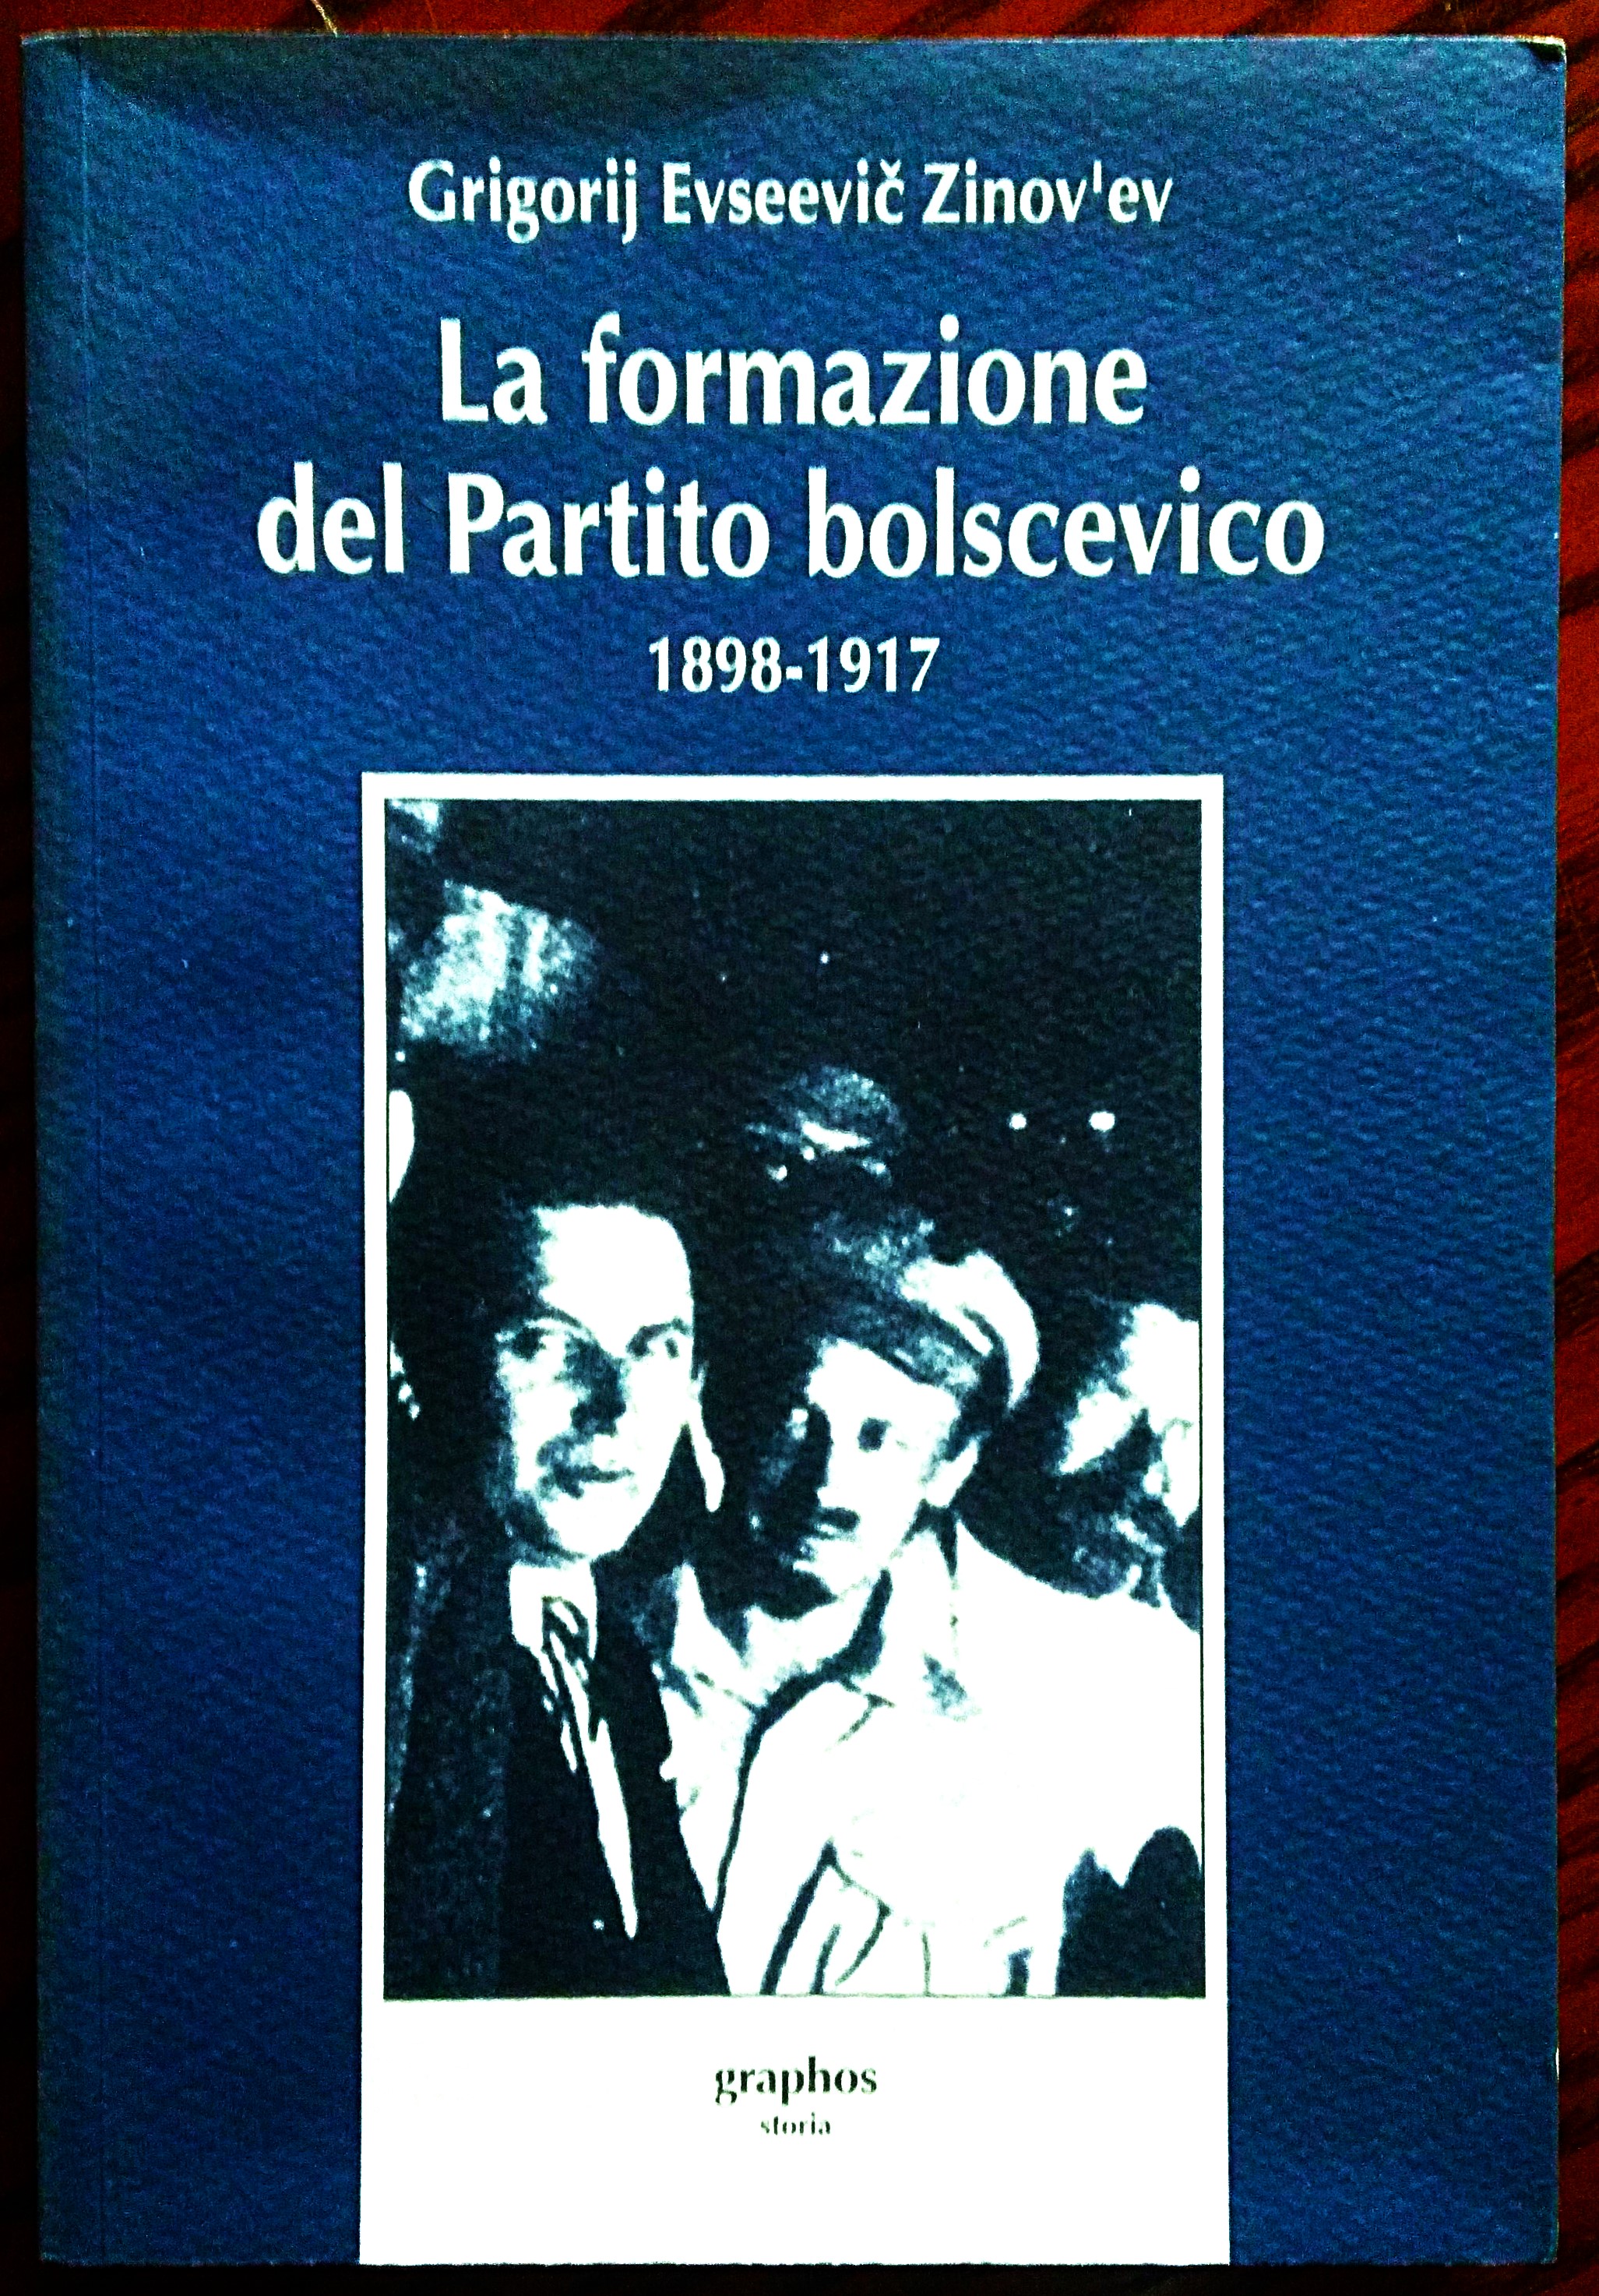 Grigorij Evseevič Zinov'ev
La formazione
del Partito bolscevico
1898-1917
graphos
storia